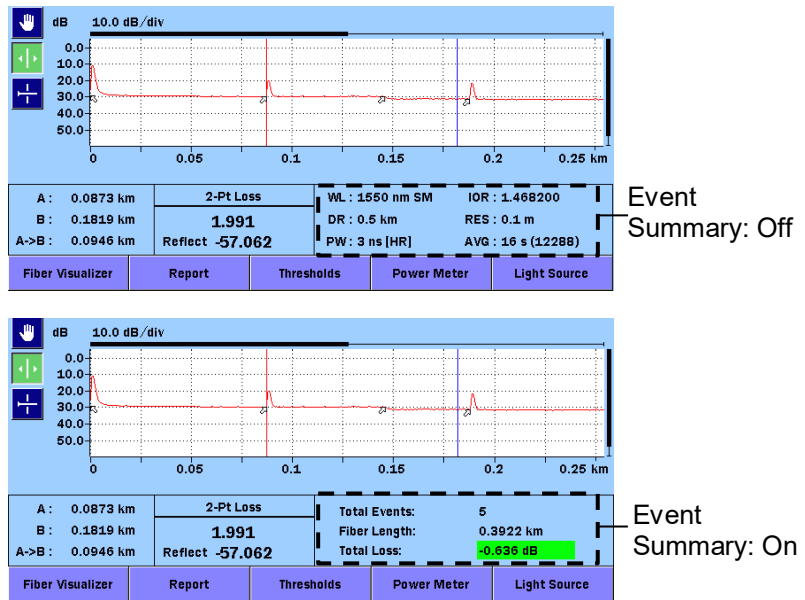 dB 10.0 dB/div
0.0
10.0
20.0
30.0
40.0
50.0
0 0.05 0.1 0.15 0.2 0.25 km
A : 0.0873 km
B : 0.1819 km
A->B : 0.0946 km
2-Pt Loss
1.991
Reflect -57.062
WL : 1550 nm SM IOR : 1.468200
DR : 0.5 km RES : 0.1 m
PW : 3 ns [HR] AVG : 16 s (12288)
Event
Summary: Off
Fiber Visualizer Report Thresholds Power Meter Light Source
dB 10.0 dB/div
0.0
10.0
20.0
30.0
40.0
50.0
0 0.05 0.1 0.15 0.2 0.25 km
A : 0.0873 km
B : 0.1819 km
A->B : 0.0946 km
2-Pt Loss
1.991
Reflect -57.062
Total Events: 5
Fiber Length: 0.3922 km
Total Loss: -0.636 dB
Event
Summary: On
Fiber Visualizer Report Thresholds Power Meter Light Source